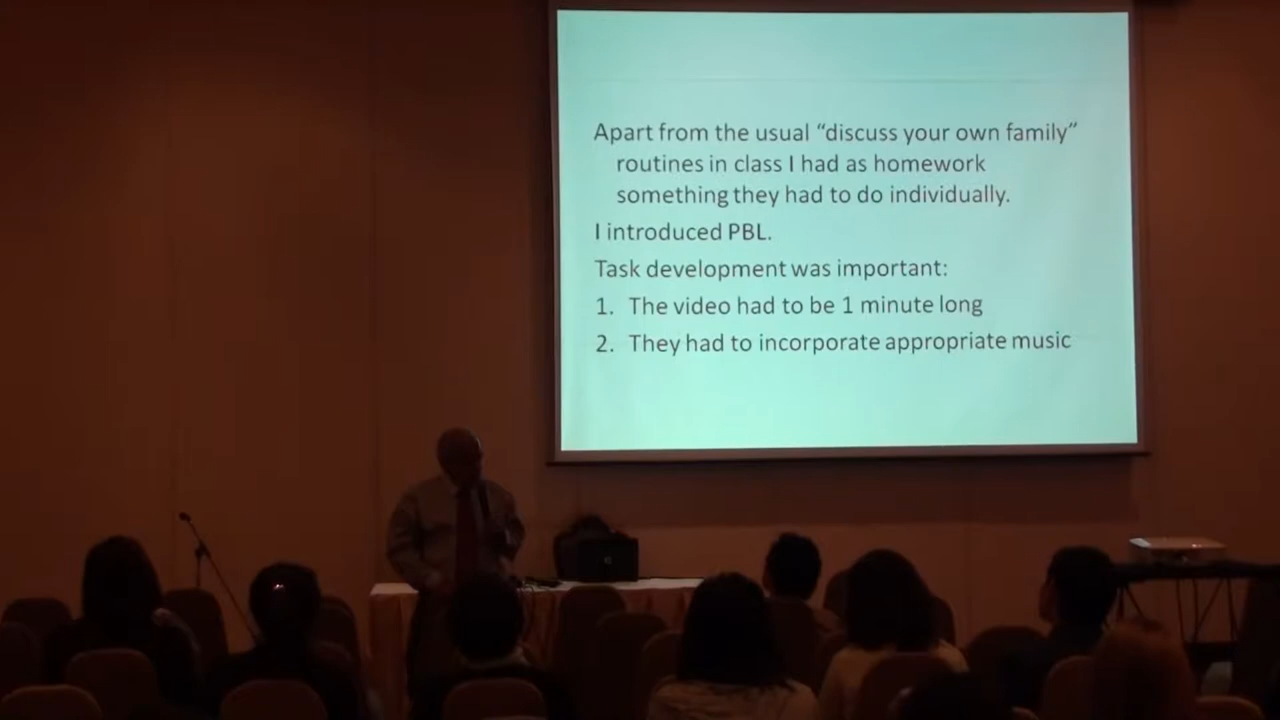 Apart from the usual “discuss your own family”
routines in class I had as homework
something they had to do individually.
I introduced PBL.
Task development was important:
1. The video had to be 1 minute long
2. They had to incorporate appropriate music